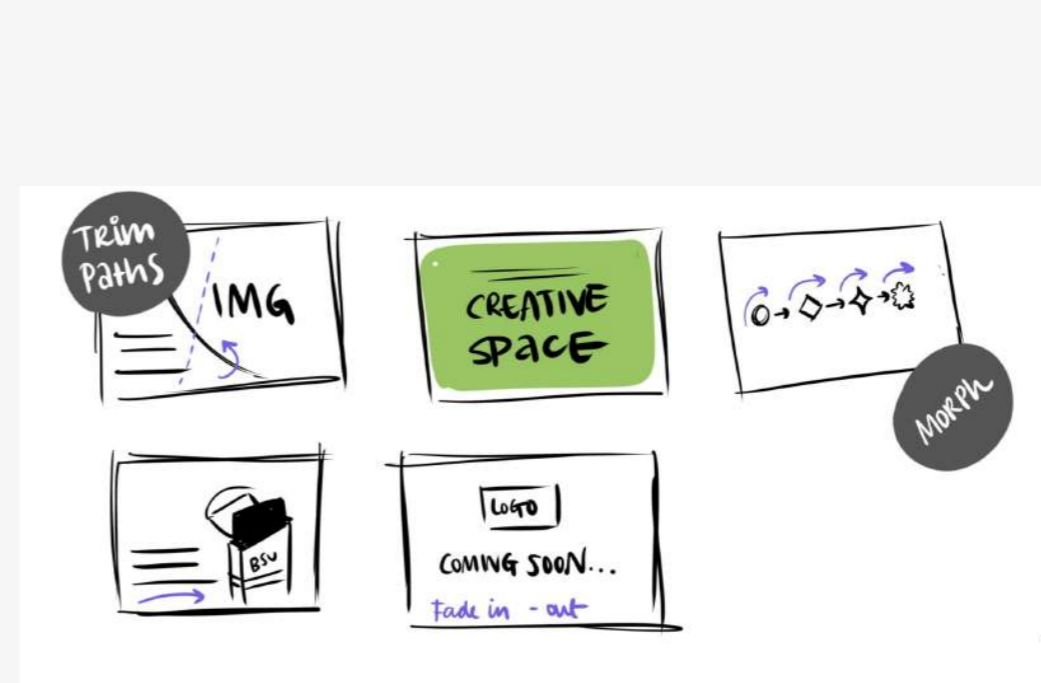 TRim
PathS
IMG
CREATIVE
SPACE
MORPh
BSU
LOGO
COMING SOON...
Fade in - out